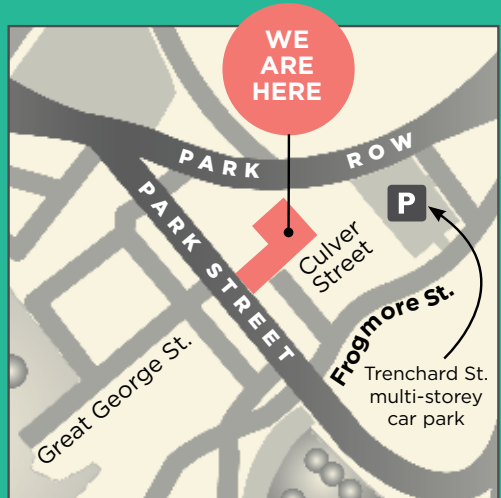 WE
ARE
HERE
PARK ROW
PARK STREET
P
Culver
Street
Frogmore St.
Great George St.
Trenchard St.
multi-storey
car park